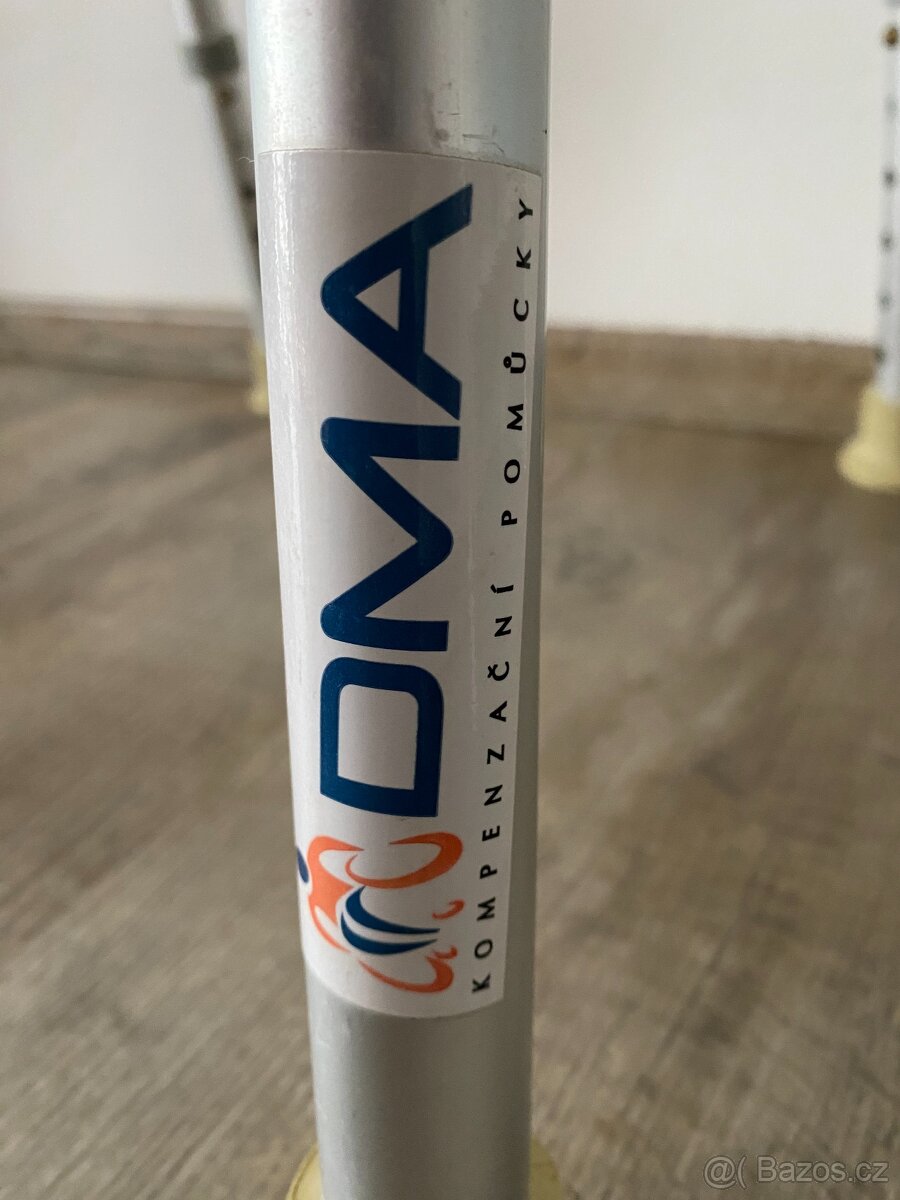 DMA
KOMPENZAČNÍ POMŮCKY
@( Bazos.cz